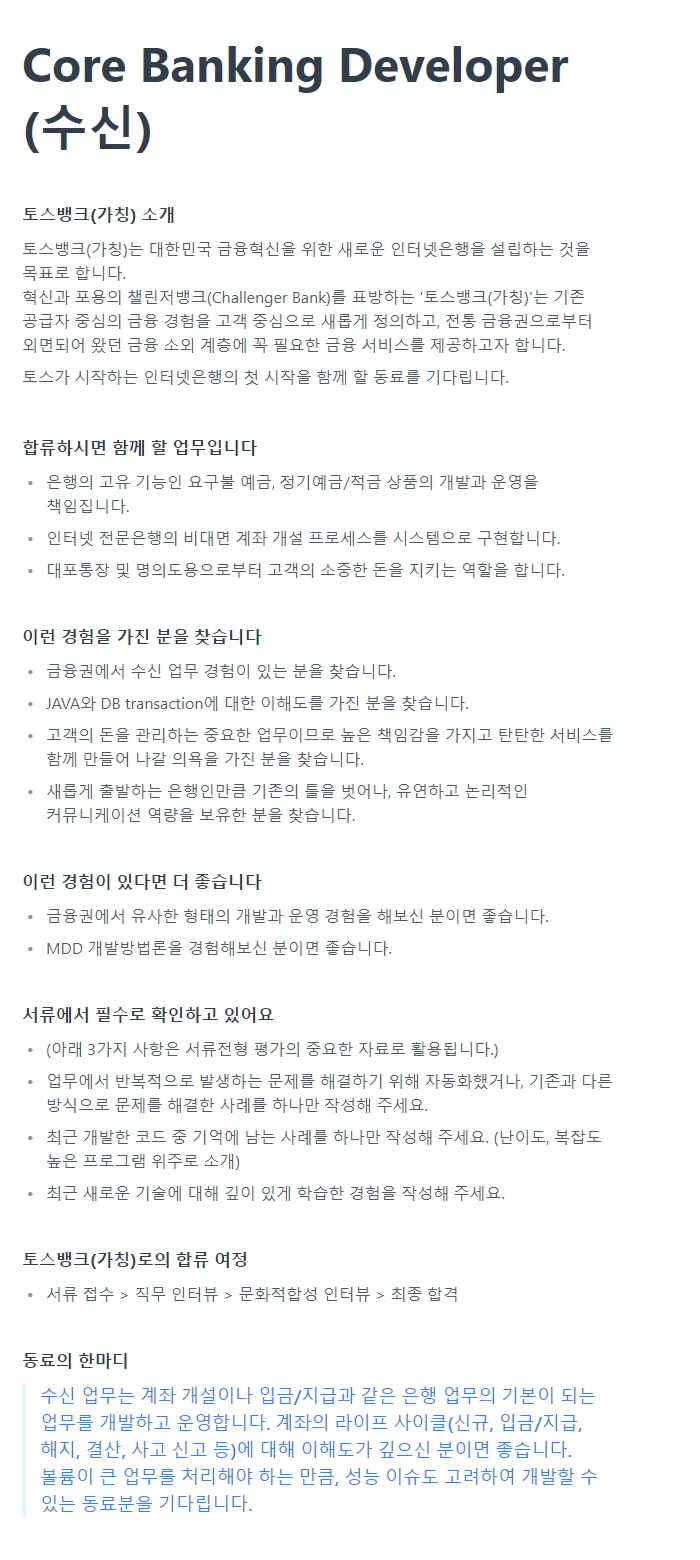 Core Banking Developer
(수신)
토스뱅크(가칭) 소개
토스뱅크(가칭)는 대한민국 금융혁신을 위한 새로운 인터넷은행을 설립하는 것을
목표로 합니다.
혁신과 포용의 챌린저뱅크(Challenger Bank)를 표방하는 '토스뱅크(가칭)'는 기존
공급자 중심의 금융 경험을 고객 중심으로 새롭게 정의하고, 전통 금융권으로부터
외면되어 왔던 금융 소외 계층에 꼭 필요한 금융 서비스를 제공하고자 합니다.
토스가 시작하는 인터넷은행의 첫 시작을 함께 할 동료를 기다립니다.
합류하시면 함께 할 업무입니다
• 은행의 고유 기능인 요구불 예금, 정기예금/적금 상품의 개발과 운영을
책임집니다.
• 인터넷 전문은행의 비대면 계좌 개설 프로세스를 시스템으로 구현합니다.
• 대포통장 및 명의도용으로부터 고객의 소중한 돈을 지키는 역할을 합니다.
이런 경험을 가진 분을 찾습니다
• 금융권에서 수신 업무 경험이 있는 분을 찾습니다.
• JAVA와 DB transaction에 대한 이해도를 가진 분을 찾습니다.
• 고객의 돈을 관리하는 중요한 업무이므로 높은 책임감을 가지고 탄탄한 서비스를
함께 만들어 나갈 의욕을 가진 분을 찾습니다.
• 새롭게 출발하는 은행인만큼 기존의 틀을 벗어나, 유연하고 논리적인
커뮤니케이션 역량을 보유한 분을 찾습니다.
이런 경험이 있다면 더 좋습니다
• 금융권에서 유사한 형태의 개발과 운영 경험을 해보신 분이면 좋습니다.
• MDD 개발방법론을 경험해보신 분이면 좋습니다.
서류에서 필수로 확인하고 있어요
• (아래 3가지 사항은 서류전형 평가의 중요한 자료로 활용됩니다.)
• 업무에서 반복적으로 발생하는 문제를 해결하기 위해 자동화했거나, 기존과 다른
방식으로 문제를 해결한 사례를 하나만 작성해 주세요.
• 최근 개발한 코드 중 기억에 남는 사례를 하나만 작성해 주세요. (난이도, 복잡도
높은 프로그램 위주로 소개)
• 최근 새로운 기술에 대해 깊이 있게 학습한 경험을 작성해 주세요.
토스뱅크(가칭)로의 합류 여정
• 서류 접수 > 직무 인터뷰 > 문화적합성 인터뷰 > 최종 합격
동료의 한마디
수신 업무는 계좌 개설이나 입금/지급과 같은 은행 업무의 기본이 되는
업무를 개발하고 운영합니다. 계좌의 라이프 사이클(신규, 입금/지급,
해지, 결산, 사고 신고 등)에 대해 이해도가 깊으신 분이면 좋습니다.
볼륨이 큰 업무를 처리해야 하는 만큼, 성능 이슈도 고려하여 개발할 수
있는 동료분을 기다립니다.